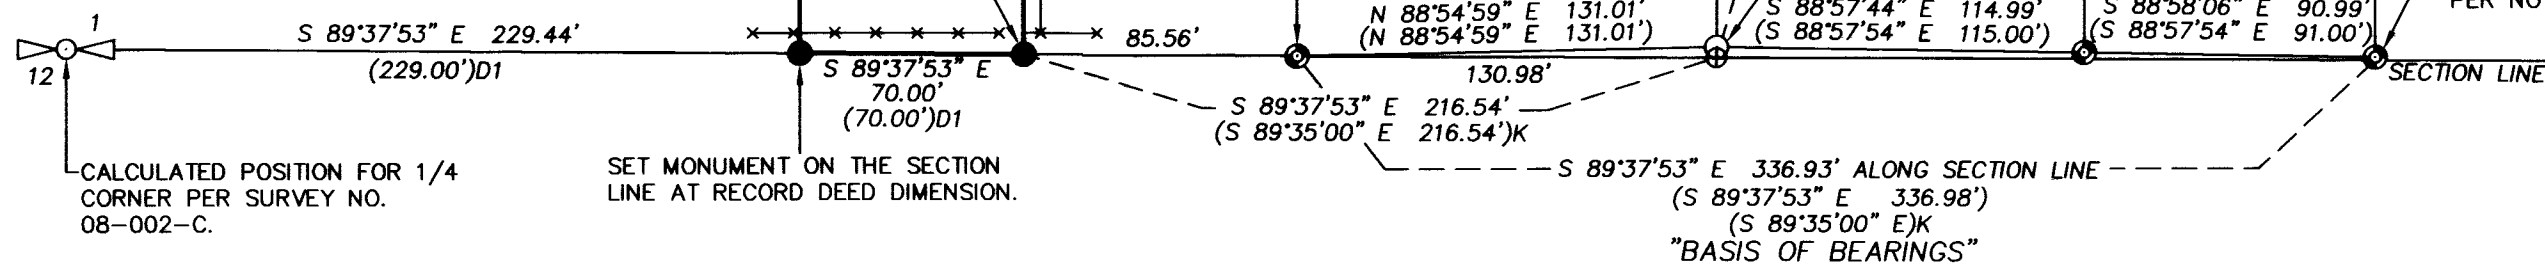 1
12
S 89°37'53" E 229.44'
(229.00')D1
S 89°37'53" E
70.00'
(70.00')D1
85.56'
N 88°54'59" E 131.01'
(N 88°54'59" E 131.01')
130.98'
S 88°57'44" E 114.99'
(S 88°57'54" E 115.00')
S 88°58'06" E 90.99'
(S 88°57'54" E 91.00')
PER NO
SECTION LINE
S 89°37'53" E 216.54'
(S 89°35'00" E 216.54')K
CALCULATED POSITION FOR 1/4
CORNER PER SURVEY NO.
08-002-C.
SET MONUMENT ON THE SECTION
LINE AT RECORD DEED DIMENSION.
S 89°37'53" E 336.93' ALONG SECTION LINE
(S 89°37'53" E 336.98')
(S 89°35'00" E)K
"BASIS OF BEARINGS"